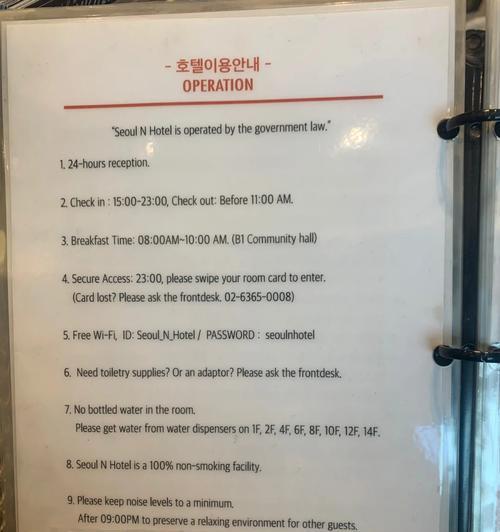 - 호텔이용안내 -
OPERATION
"Seoul N Hotel is operated by the government law."
1. 24-hours reception.
2. Check in : 15:00-23:00, Check out: Before 11:00 AM.
3. Breakfast Time: 08:00AM~10:00 AM. (B1 Community hall)
4. Secure Access: 23:00, please swipe your room card to enter.
(Card lost? Please ask the frontdesk. 02-6365-0008)
5. Free Wi-Fi, ID: Seoul_N_Hotel / PASSWORD : seoulnhotel
6. Need toiletry supplies? Or an adaptor? Please ask the frontdesk.
7. No bottled water in the room.
Please get water from water dispensers on 1F, 2F, 4F, 6F, 8F, 10F, 12F, 14F.
8. Seoul N Hotel is a 100% non-smoking facility.
9. Please keep noise levels to a minimum.
After 09:00PM to preserve a relaxing environment for other guests.